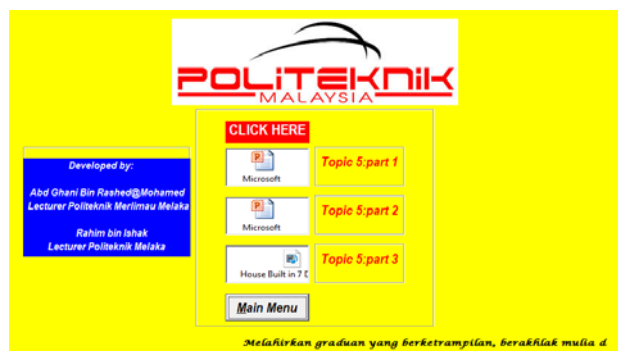 POLITEKNIK
MALAYSIA
CLICK HERE
Microsoft
Topic 5:part 1
Developed by:
Abd Ghani Bin Rashed@Mohamed
Lecturer Politeknik Merlimau Melaka
Rahim bin Ishak
Lecturer Politeknik Melaka
Microsoft
Topic 5:part 2
House Built in 7 D
Topic 5:part 3
Main Menu
Melahirkan graduan yang berketrampilan, berakhlak mulia d